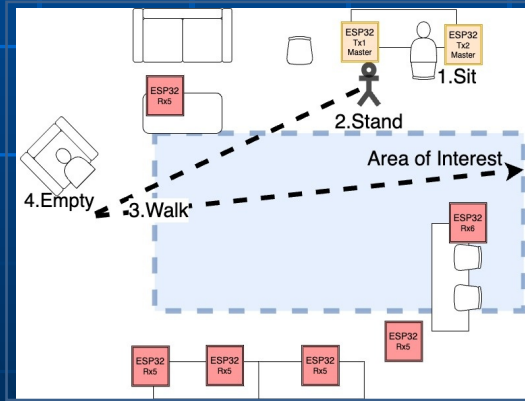 ESP32
Tx1
Master
ESP32
Tx2
Master
1.Sit
ESP32
Rx5
2.Stand
Area of Interest
4.Empty
3.Walk
ESP32
Rx6
ESP32
Rx5
ESP32
Rx5
ESP32
Rx5
ESP32
Rx5